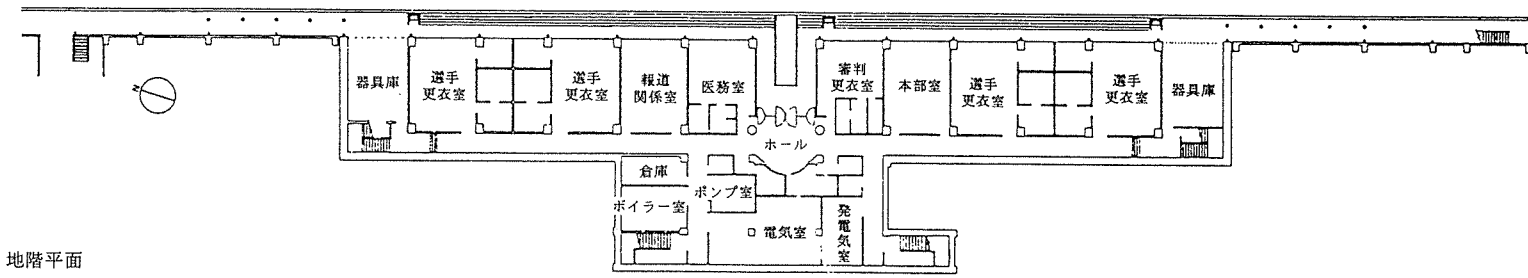 N
器具庫
選手
更衣室
選手
更衣室
報道
関係室
医務室
審判
更衣室
本部室
選手
更衣室
選手
更衣室
器具庫
ホール
倉庫
ポンプ室
ボイラー室
電気室
発電気室
地階平面